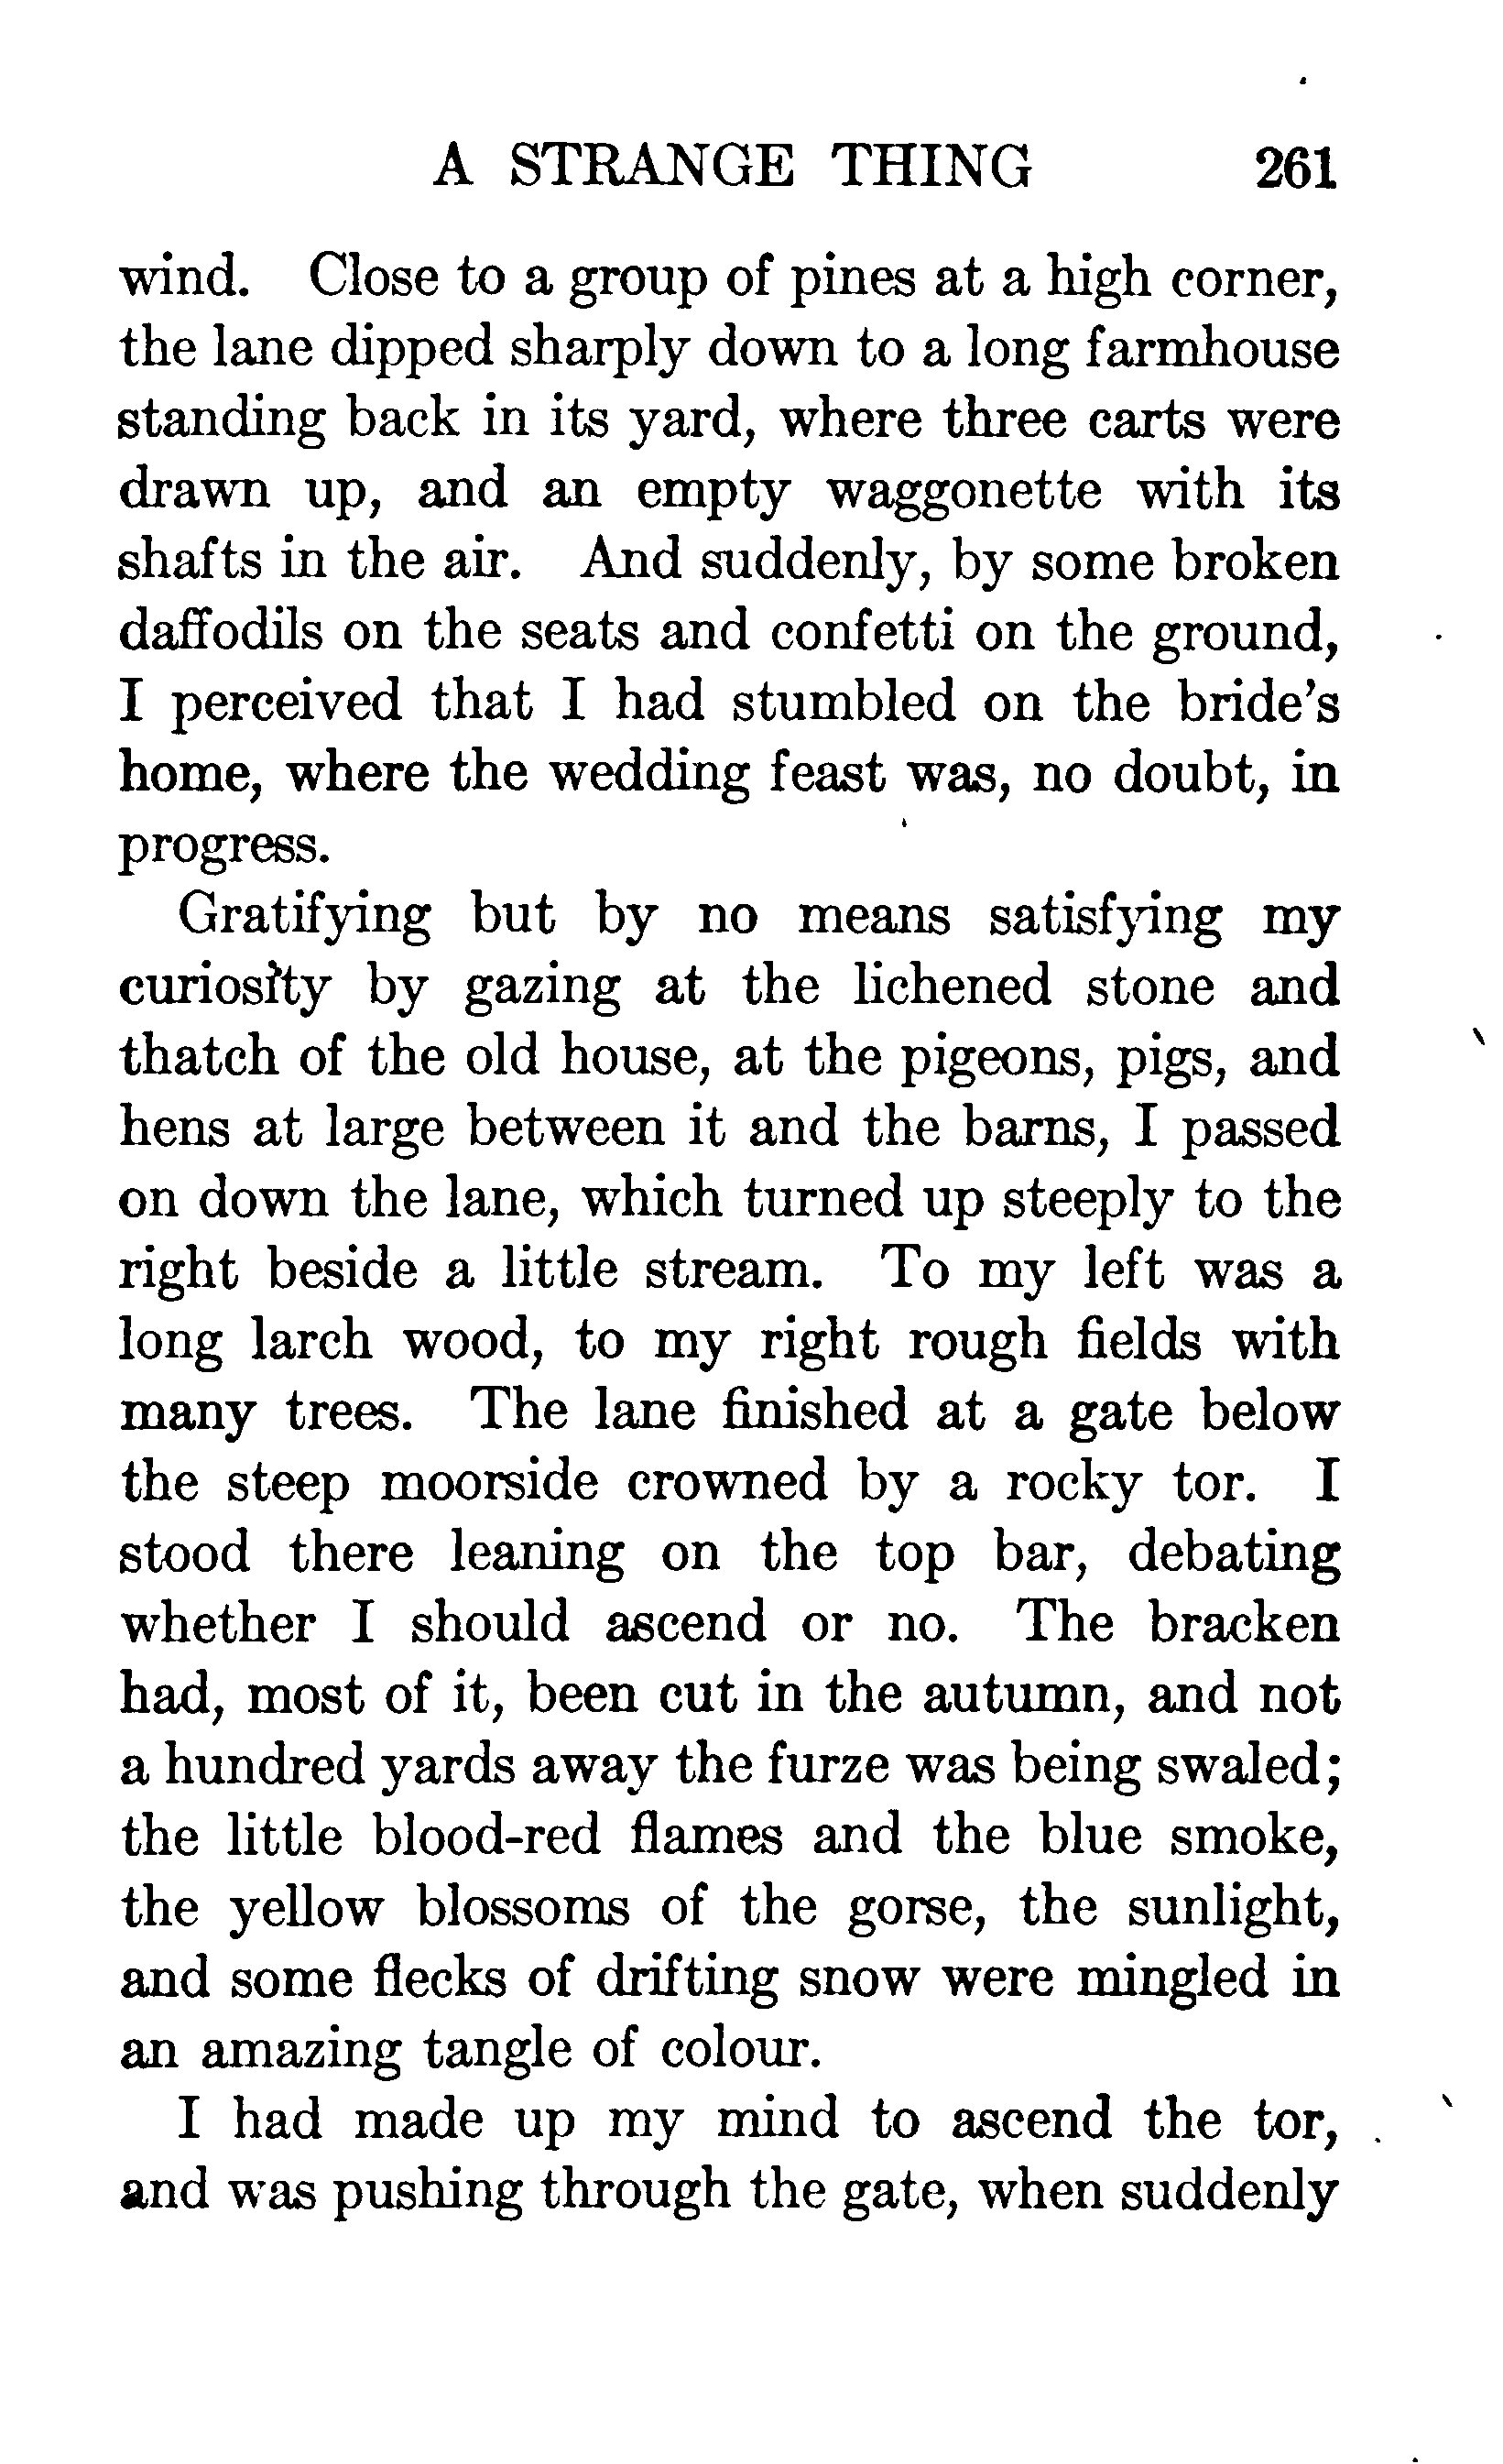 A STRANGE THING 261
wind. Close to a group of pines at a high corner,
the lane dipped sharply down to a long farmhouse
standing back in its yard, where three carts were
drawn up, and an empty waggonette with its
shafts in the air. And suddenly, by some broken
daffodils on the seats and confetti on the ground,
I perceived that I had stumbled on the bride's
home, where the wedding feast was, no doubt, in
progress.
Gratifying but by no means satisfying my
curiosity by gazing at the lichened stone and
thatch of the old house, at the pigeons, pigs, and
hens at large between it and the barns, I passed
on down the lane, which turned up steeply to the
right beside a little stream. To my left was a
long larch wood, to my right rough fields with
many trees. The lane finished at a gate below
the steep moorside crowned by a rocky tor. I
stood there leaning on the top bar, debating
whether I should ascend or no. The bracken
had, most of it, been cut in the autumn, and not
a hundred yards away the furze was being swaled;
the little blood-red flames and the blue smoke,
the yellow blossoms of the gorse, the sunlight,
and some flecks of drifting snow were mingled in
an amazing tangle of colour.
I had made up my mind to ascend the tor,
and was pushing through the gate, when suddenly